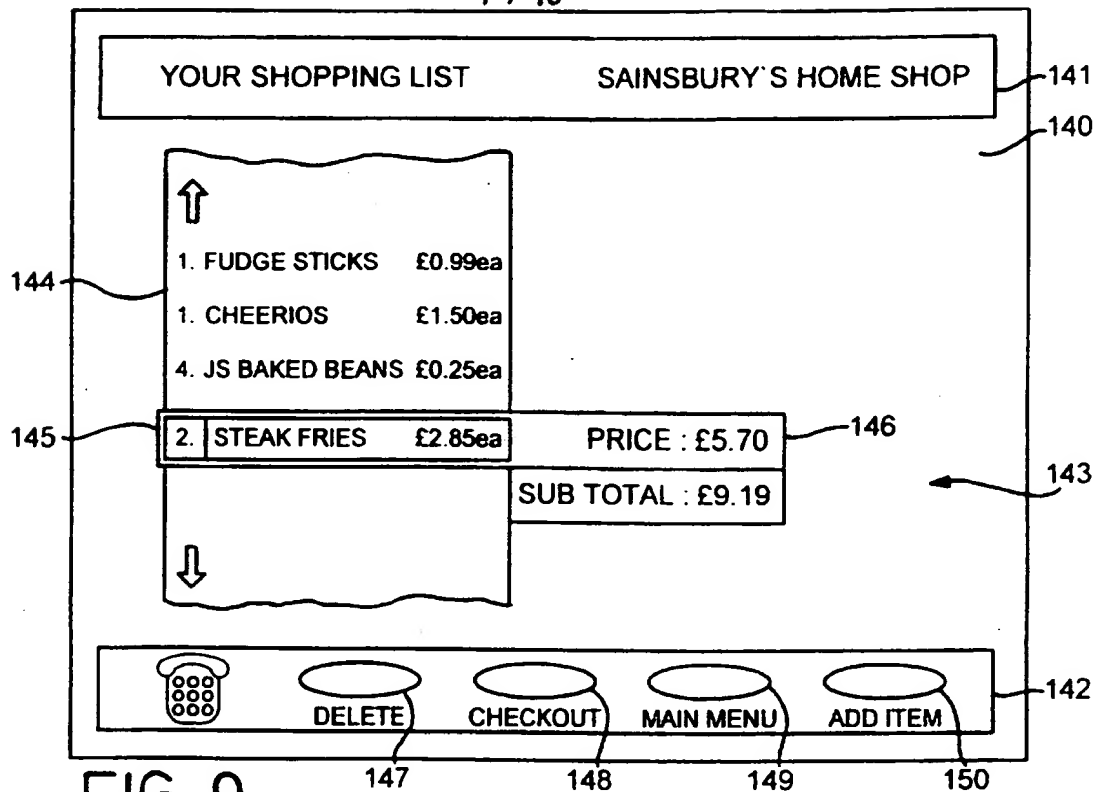 YOUR SHOPPING LIST SAINSBURY'S HOME SHOP
141
140
1. FUDGE STICKS £0.99ea
144
1. CHEERIOS £1.50ea
4. JS BAKED BEANS £0.25ea
145
2. STEAK FRIES £2.85ea PRICE : £5.70
146
143
SUB TOTAL : £9.19
142
DELETE CHECKOUT MAIN MENU ADD ITEM
147 148 149 150
FIG. 9